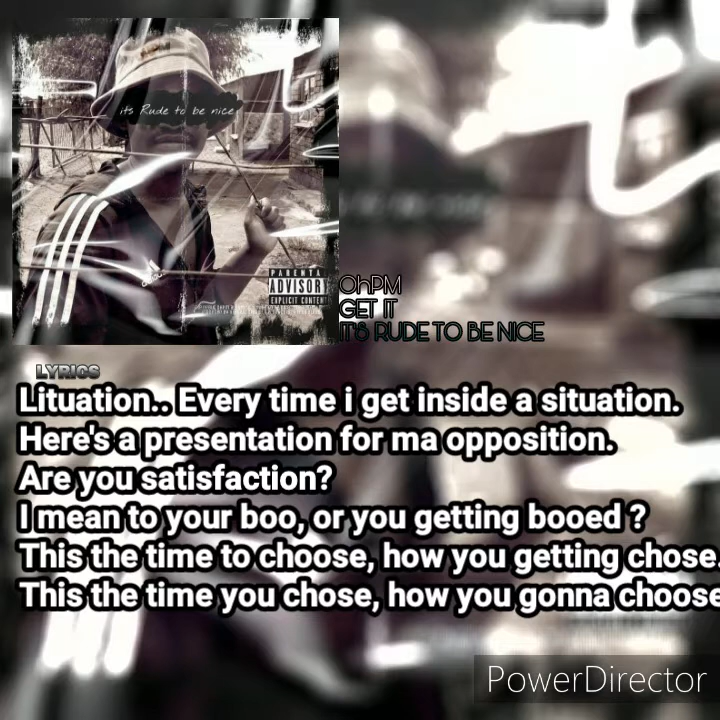 its Rude to be nice
PARENTAL
ADVISORY
EXPLICIT CONTENT
OhPM
GET IT
IT'S RUDE TO BE NICE
LYRICS
Lituation.. Every time i get inside a situation.
Here's a presentation for ma opposition.
Are you satisfaction?
I mean to your boo, or you getting booed ?
This the time to choose, how you getting chose.
This the time you chose, how you gonna choose
PowerDirector